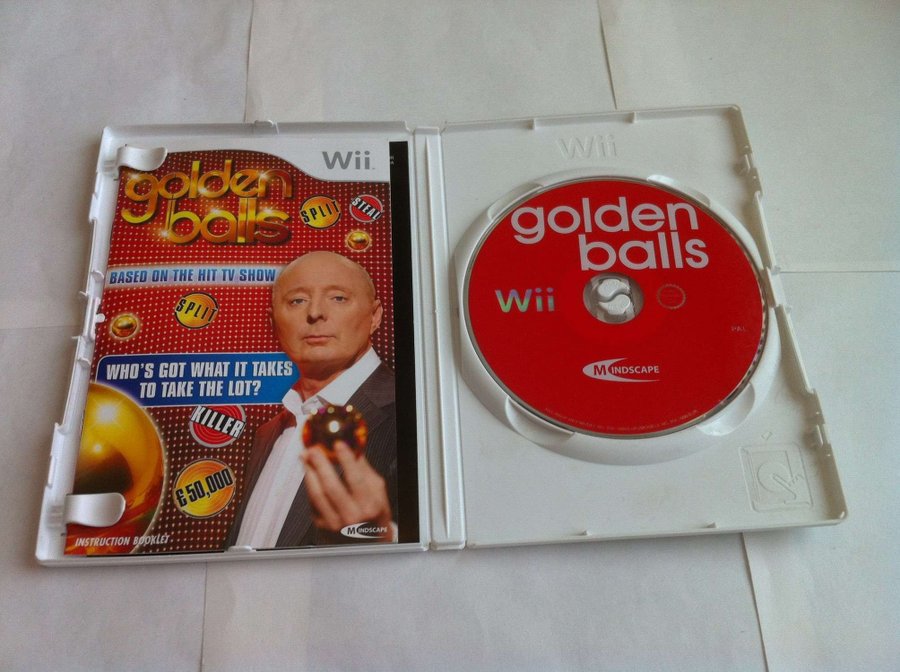 Wii
golden
balls
SPLIT
STEAL
BASED ON THE HIT TV SHOW
SPLIT
WHO'S GOT WHAT IT TAKES
TO TAKE THE LOT?
KILLER
£50,000
MINDSCAPE
INSTRUCTION BOOKLET
Wii
golden
balls
Wii
PAL
MINDSCAPE